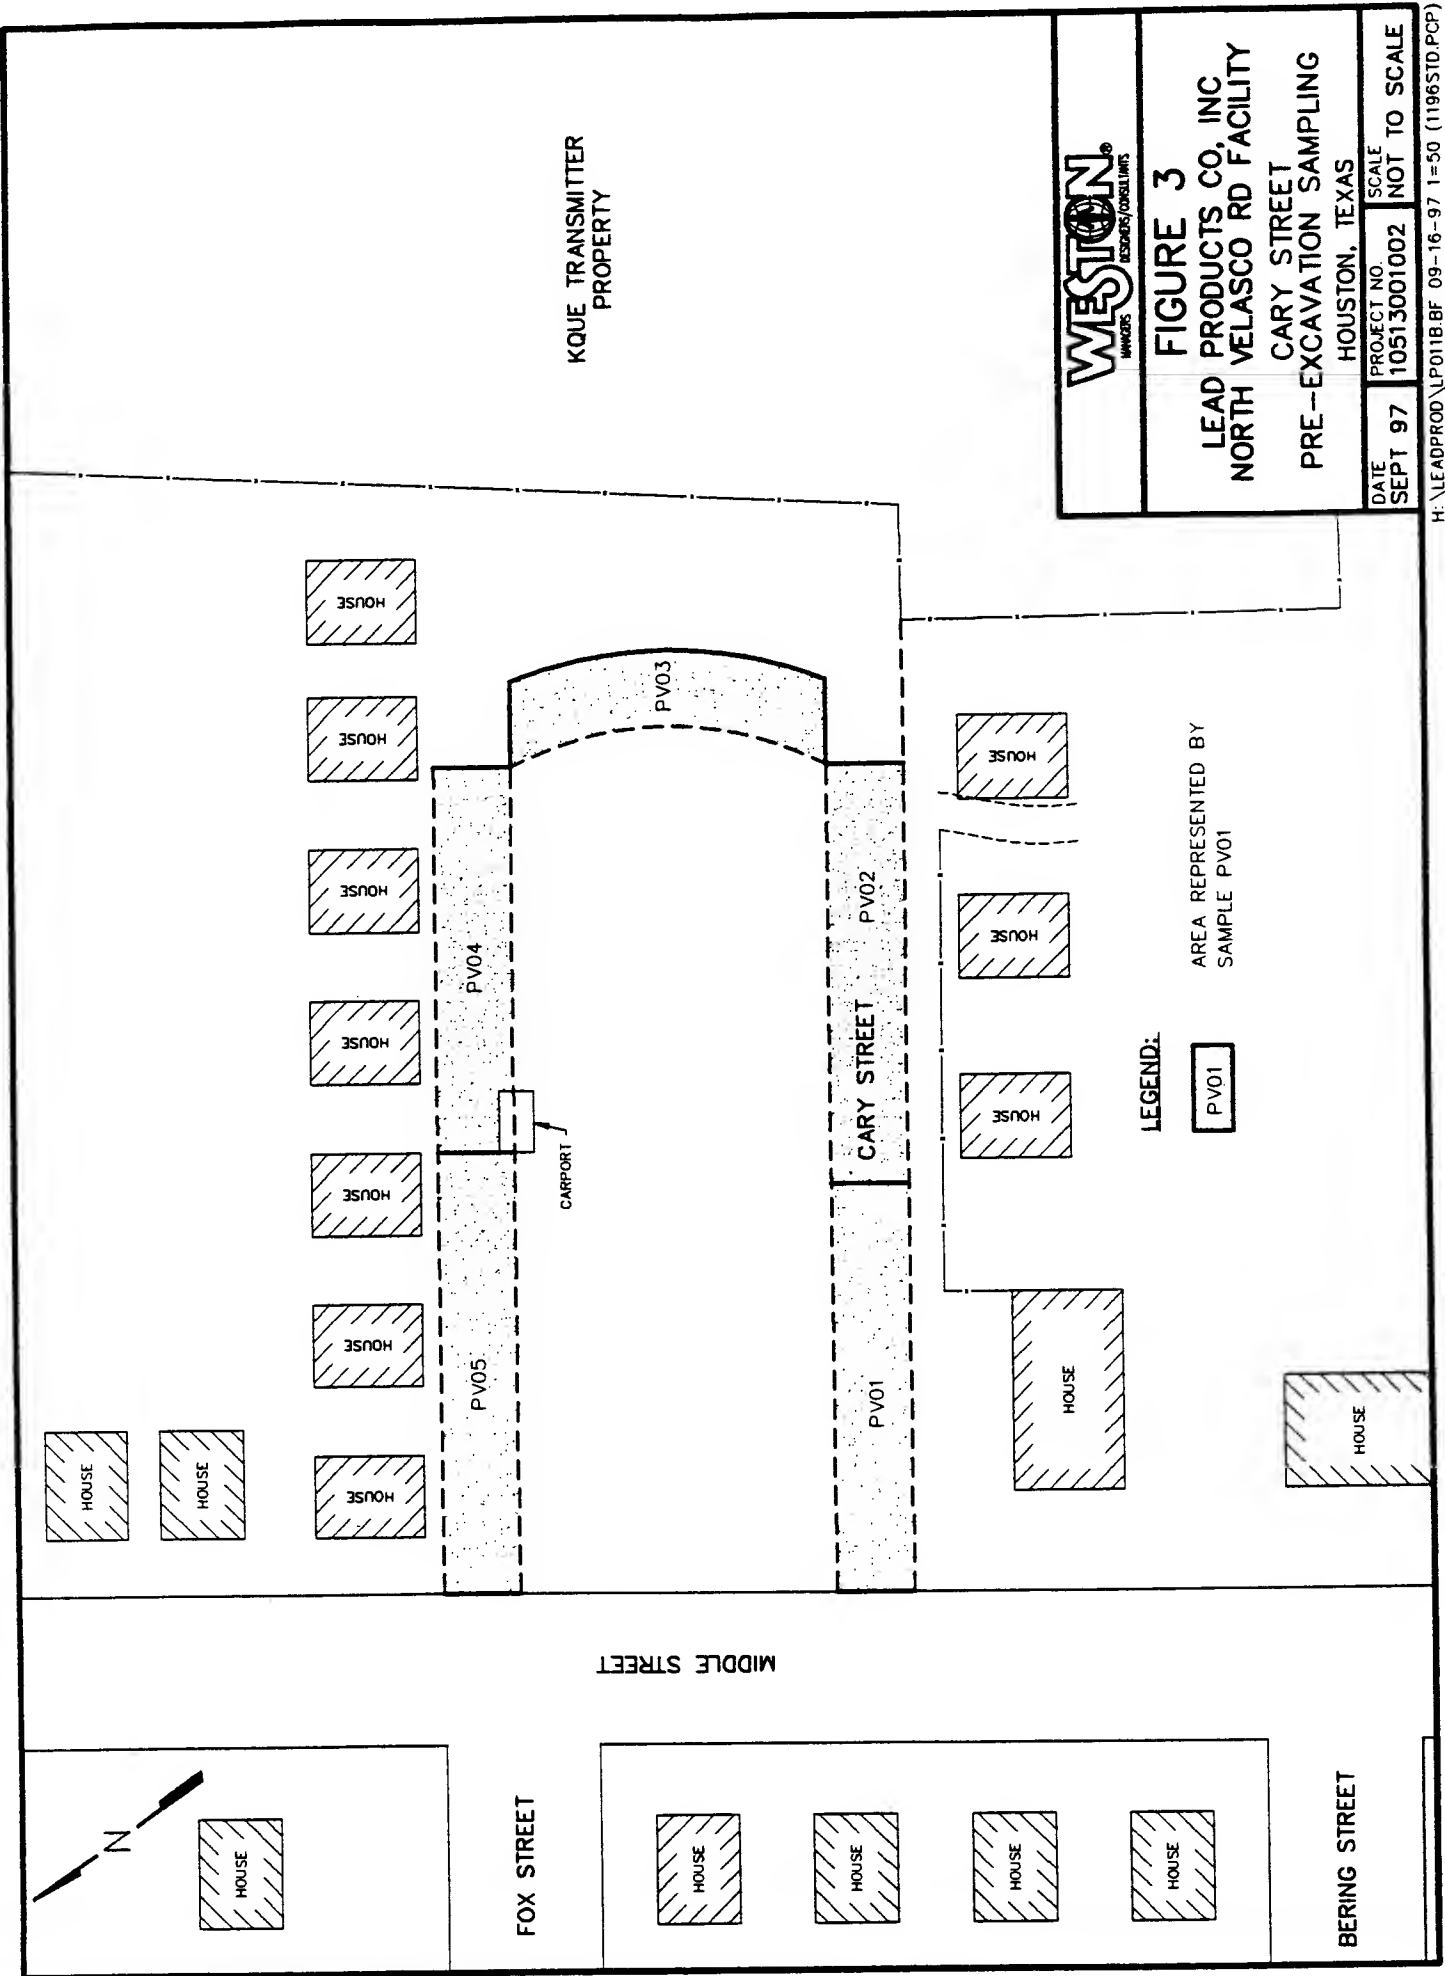 KQUE TRANSMITTER
PROPERTY
HOUSE
HOUSE
HOUSE
HOUSE
HOUSE
HOUSE
HOUSE
HOUSE
HOUSE
PV03
PV04
PV05
CARPORT
PV02
CARY STREET
PV01
HOUSE
HOUSE
HOUSE
HOUSE
HOUSE
MIDDLE STREET
N
HOUSE
FOX STREET
HOUSE
HOUSE
HOUSE
HOUSE
BERING STREET
LEGEND:
PV01
AREA REPRESENTED BY
SAMPLE PV01
WESTON®
MANAGERS DESIGNERS/CONSULTANTS
FIGURE 3
LEAD PRODUCTS CO, INC
NORTH VELASCO RD FACILITY
CARY STREET
PRE-EXCAVATION SAMPLING
HOUSTON, TEXAS
DATE
SEPT 97
PROJECT NO.
10513001002
SCALE
NOT TO SCALE
H:\LEADPROD\LP011B.BF 09-16-97 1=50 (1196STD.PCP)